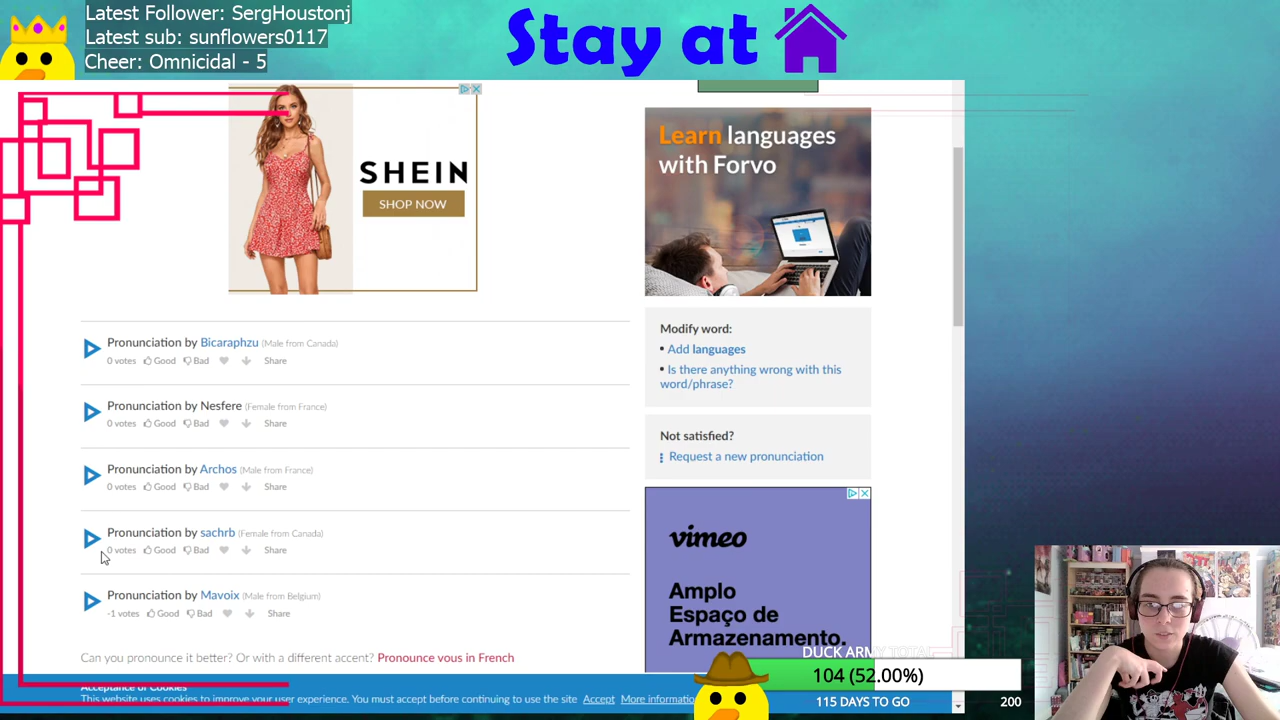 Latest Follower: SergHoustonj
Latest sub: sunflowers0117
Cheer: Omnicidal - 5
Stay at
SHEIN
SHOP NOW
Learn languages
with Forvo
Pronunciation by Bicaraphzu (Male from Canada)
0 votes Good Bad Share
Pronunciation by Nesfere (Female from France)
0 votes Good Bad Share
Pronunciation by Archos (Male from France)
0 votes Good Bad Share
Pronunciation by sachrb (Female from Canada)
0 votes Good Bad Share
Pronunciation by Mavoix (Male from Belgium)
-1 votes Good Bad Share
Can you pronounce it better? Or with a different accent? Pronounce vous in French
Modify word:
• Add languages
• Is there anything wrong with this
word/phrase?
Not satisfied?
Request a new pronunciation
vimeo
Amplo
Espaço de
Armazenamento.
Acceptance of Cookies
This website uses cookies to improve your user experience. You must accept before continuing to use the site Accept More informatio
DUCK ARMY TOTAL
104 (52.00%)
115 DAYS TO GO
200